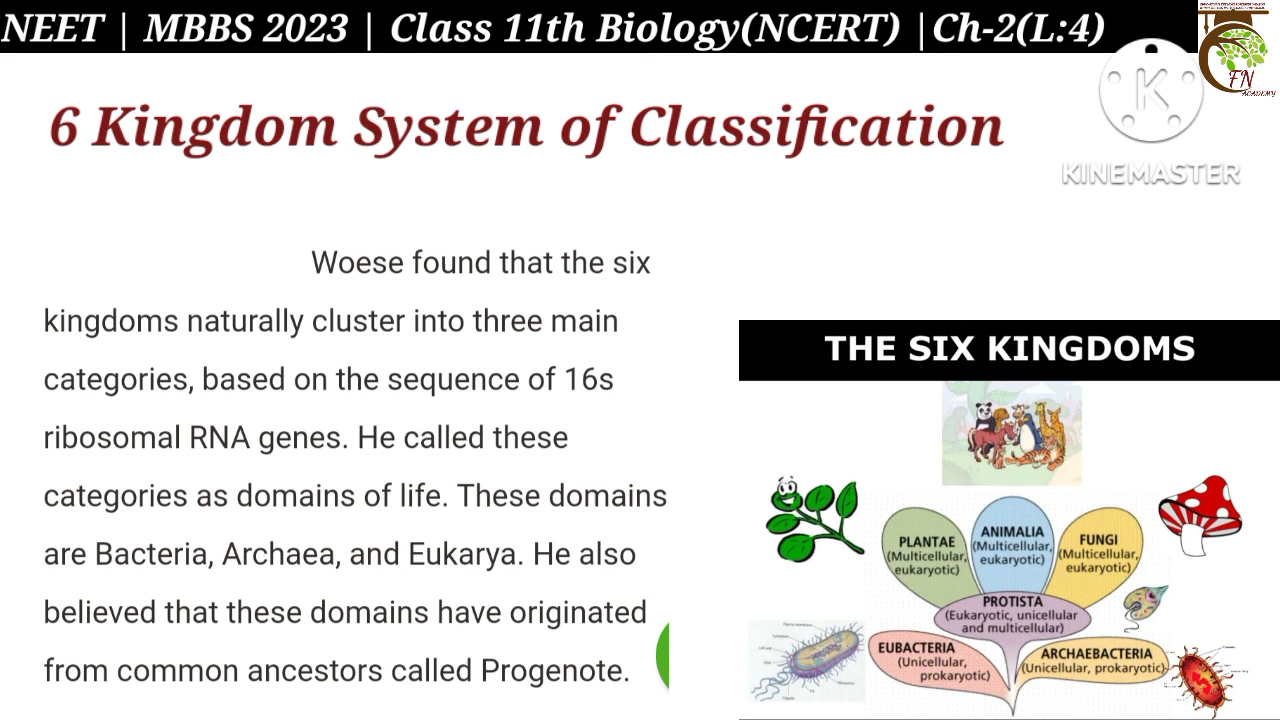 NEET | MBBS 2023 | Class 11th Biology(NCERT) |Ch-2(L:4)
FN
ACADEMY
K
KINEMASTER
6 Kingdom System of Classification
Woese found that the six
kingdoms naturally cluster into three main
categories, based on the sequence of 16s
ribosomal RNA genes. He called these
categories as domains of life. These domains
are Bacteria, Archaea, and Eukarya. He also
believed that these domains have originated
from common ancestors called Progenote.
THE SIX KINGDOMS
PLANTAE
(Multicellular,
eukaryotic)
ANIMALIA
(Multicellular,
eukaryotic)
FUNGI
(Multicellular,
eukaryotic)
PROTISTA
(Eukaryotic, unicellular
and multicellular)
EUBACTERIA
(Unicellular,
prokaryotic)
ARCHAEBACTERIA
(Unicellular, prokaryotic)